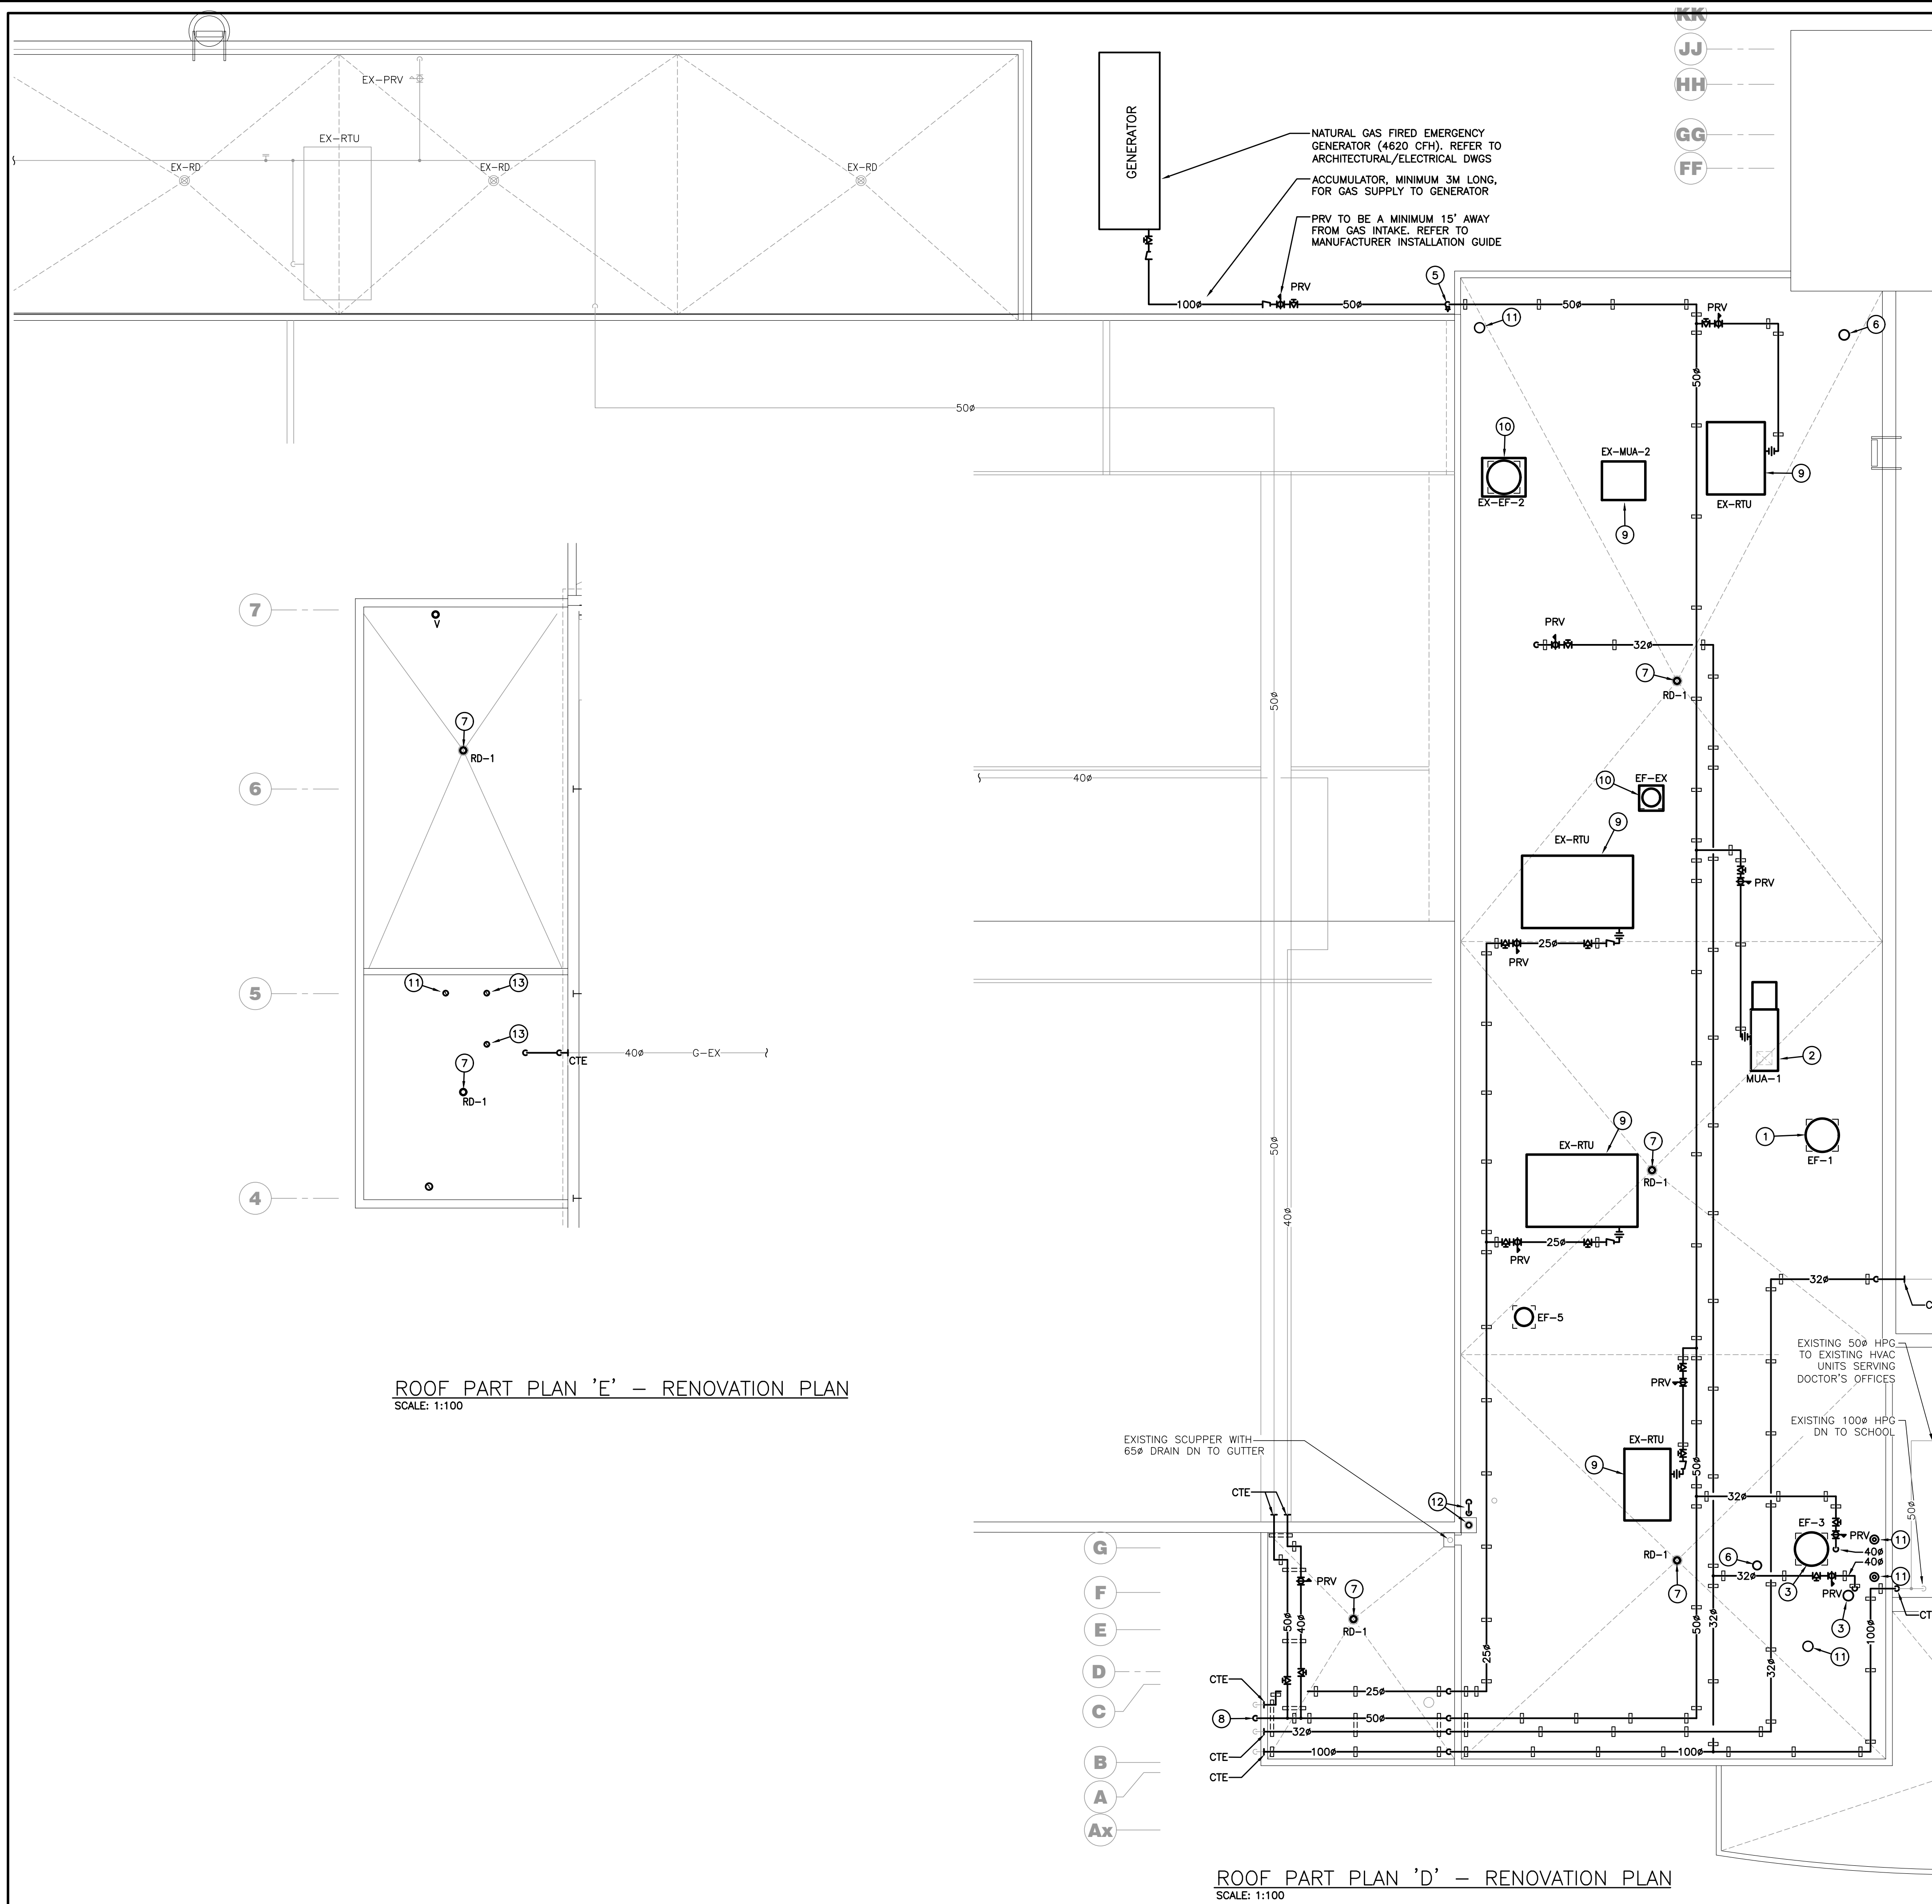 KK
JJ
HH
GG
FF
EX-PRV
EX-RTU
EX-RD
EX-RD
EX-RD
GENERATOR
NATURAL GAS FIRED EMERGENCY
GENERATOR (4620 CFH). REFER TO
ARCHITECTURAL/ELECTRICAL DWGS
ACCUMULATOR, MINIMUM 3M LONG,
FOR GAS SUPPLY TO GENERATOR
PRV TO BE A MINIMUM 15' AWAY
FROM GAS INTAKE. REFER TO
MANUFACTURER INSTALLATION GUIDE
5
PRV
100ø
50ø
50ø
PRV
11
6
50ø
50ø
10
EX-EF-2
EX-MUA-2
9
EX-RTU
9
7
V
PRV
32ø
7
RD-1
50ø
7
RD-1
6
40ø
EF-EX
10
9
EX-RTU
PRV
25ø
PRV
5
11
13
13
40ø
G-EX
CTE
7
RD-1
2
MUA-1
1
EF-1
50ø
9
EX-RTU
7
RD-1
4
40ø
25ø
PRV
32ø
C
EF-5
EXISTING 50ø HPG
TO EXISTING HVAC
UNITS SERVING
DOCTOR'S OFFICES
PRV
ROOF PART PLAN 'E' - RENOVATION PLAN
SCALE: 1:100
EXISTING SCUPPER WITH
65ø DRAIN DN TO GUTTER
EXISTING 100ø HPG
DN TO SCHOOL
EX-RTU
9
50ø
32ø
CTE
12
50ø
EF-3
PRV
11
40ø
40ø
G
RD-1
6
7
3
32ø
PRV
11
3
CTE
F
PRV
7
RD-1
E
50ø
40ø
25ø
50ø
32ø
100ø
11
32ø
D
CTE
25ø
C
8
50ø
32ø
B
CTE
100ø
100ø
CTE
A
Ax
ROOF PART PLAN 'D' - RENOVATION PLAN
SCALE: 1:100